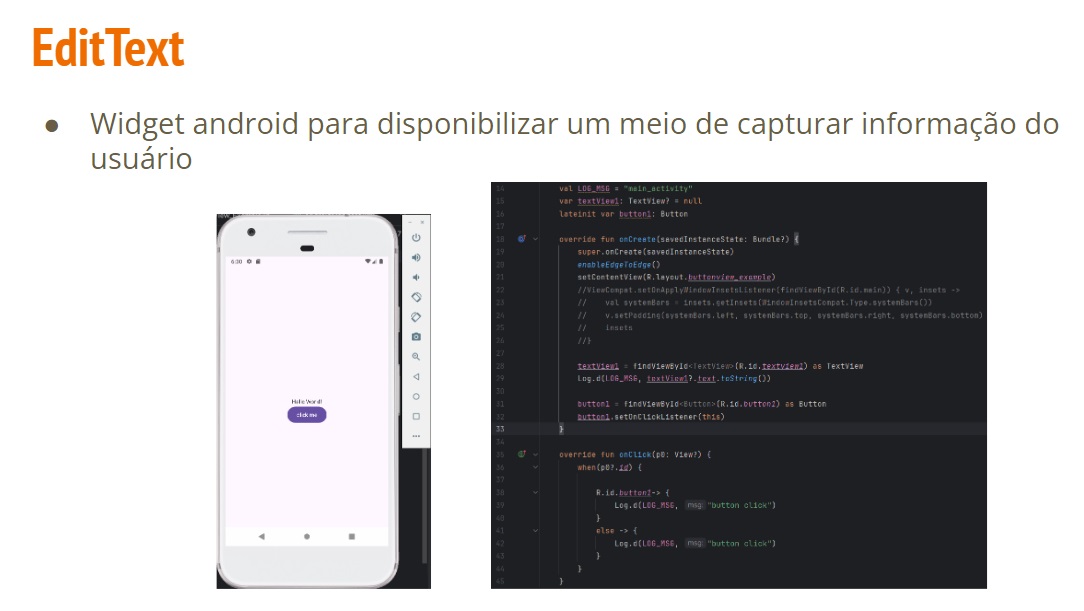 EditText
● Widget android para disponibilizar um meio de capturar informação do
usuário
6:30
Hello World!
click me
14 val LOG_MSG = "main_activity"
15 var textView1: TextView? = null
16 lateinit var button1: Button
17
18 override fun onCreate(savedInstanceState: Bundle?) {
19 super.onCreate(savedInstanceState)
20 enableEdgeToEdge()
21 setContentView(R.layout.buttonview_example)
22 //ViewCompat.setOnApplyWindowInsetsListener(findViewById(R.id.main)) { v, insets ->
23 // val systemBars = insets.getInsets(WindowInsetsCompat.Type.systemBars())
24 // v.setPadding(systemBars.left, systemBars.top, systemBars.right, systemBars.bottom)
25 // insets
26 //}
27
28 textView1 = findViewById<TextView>(R.id.textview1) as TextView
29 Log.d(LOG_MSG, textView1?.text.toString())
30
31 button1 = findViewById<Button>(R.id.button1) as Button
32 button1.setOnClickListener(this)
33 }
34
35 override fun onClick(p0: View?) {
36 when(p0?.id) {
37
38 R.id.button1-> {
39 Log.d(LOG_MSG, msg: "button click")
40 }
41 else -> {
42 Log.d(LOG_MSG, msg: "button click")
43 }
44 }
45 }